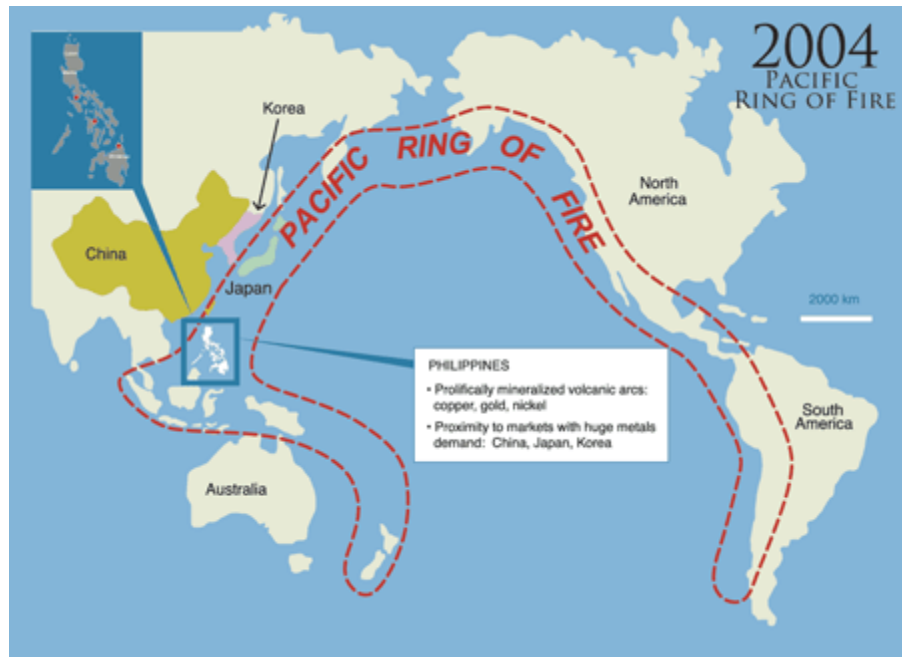 2004
PACIFIC
RING OF FIRE
Korea
PACIFIC RING OF FIRE
North
America
China
Japan
2000 km
PHILIPPINES
• Prolifically mineralized volcanic arcs:
copper, gold, nickel
• Proximity to markets with huge metals
demand: China, Japan, Korea
South
America
Australia